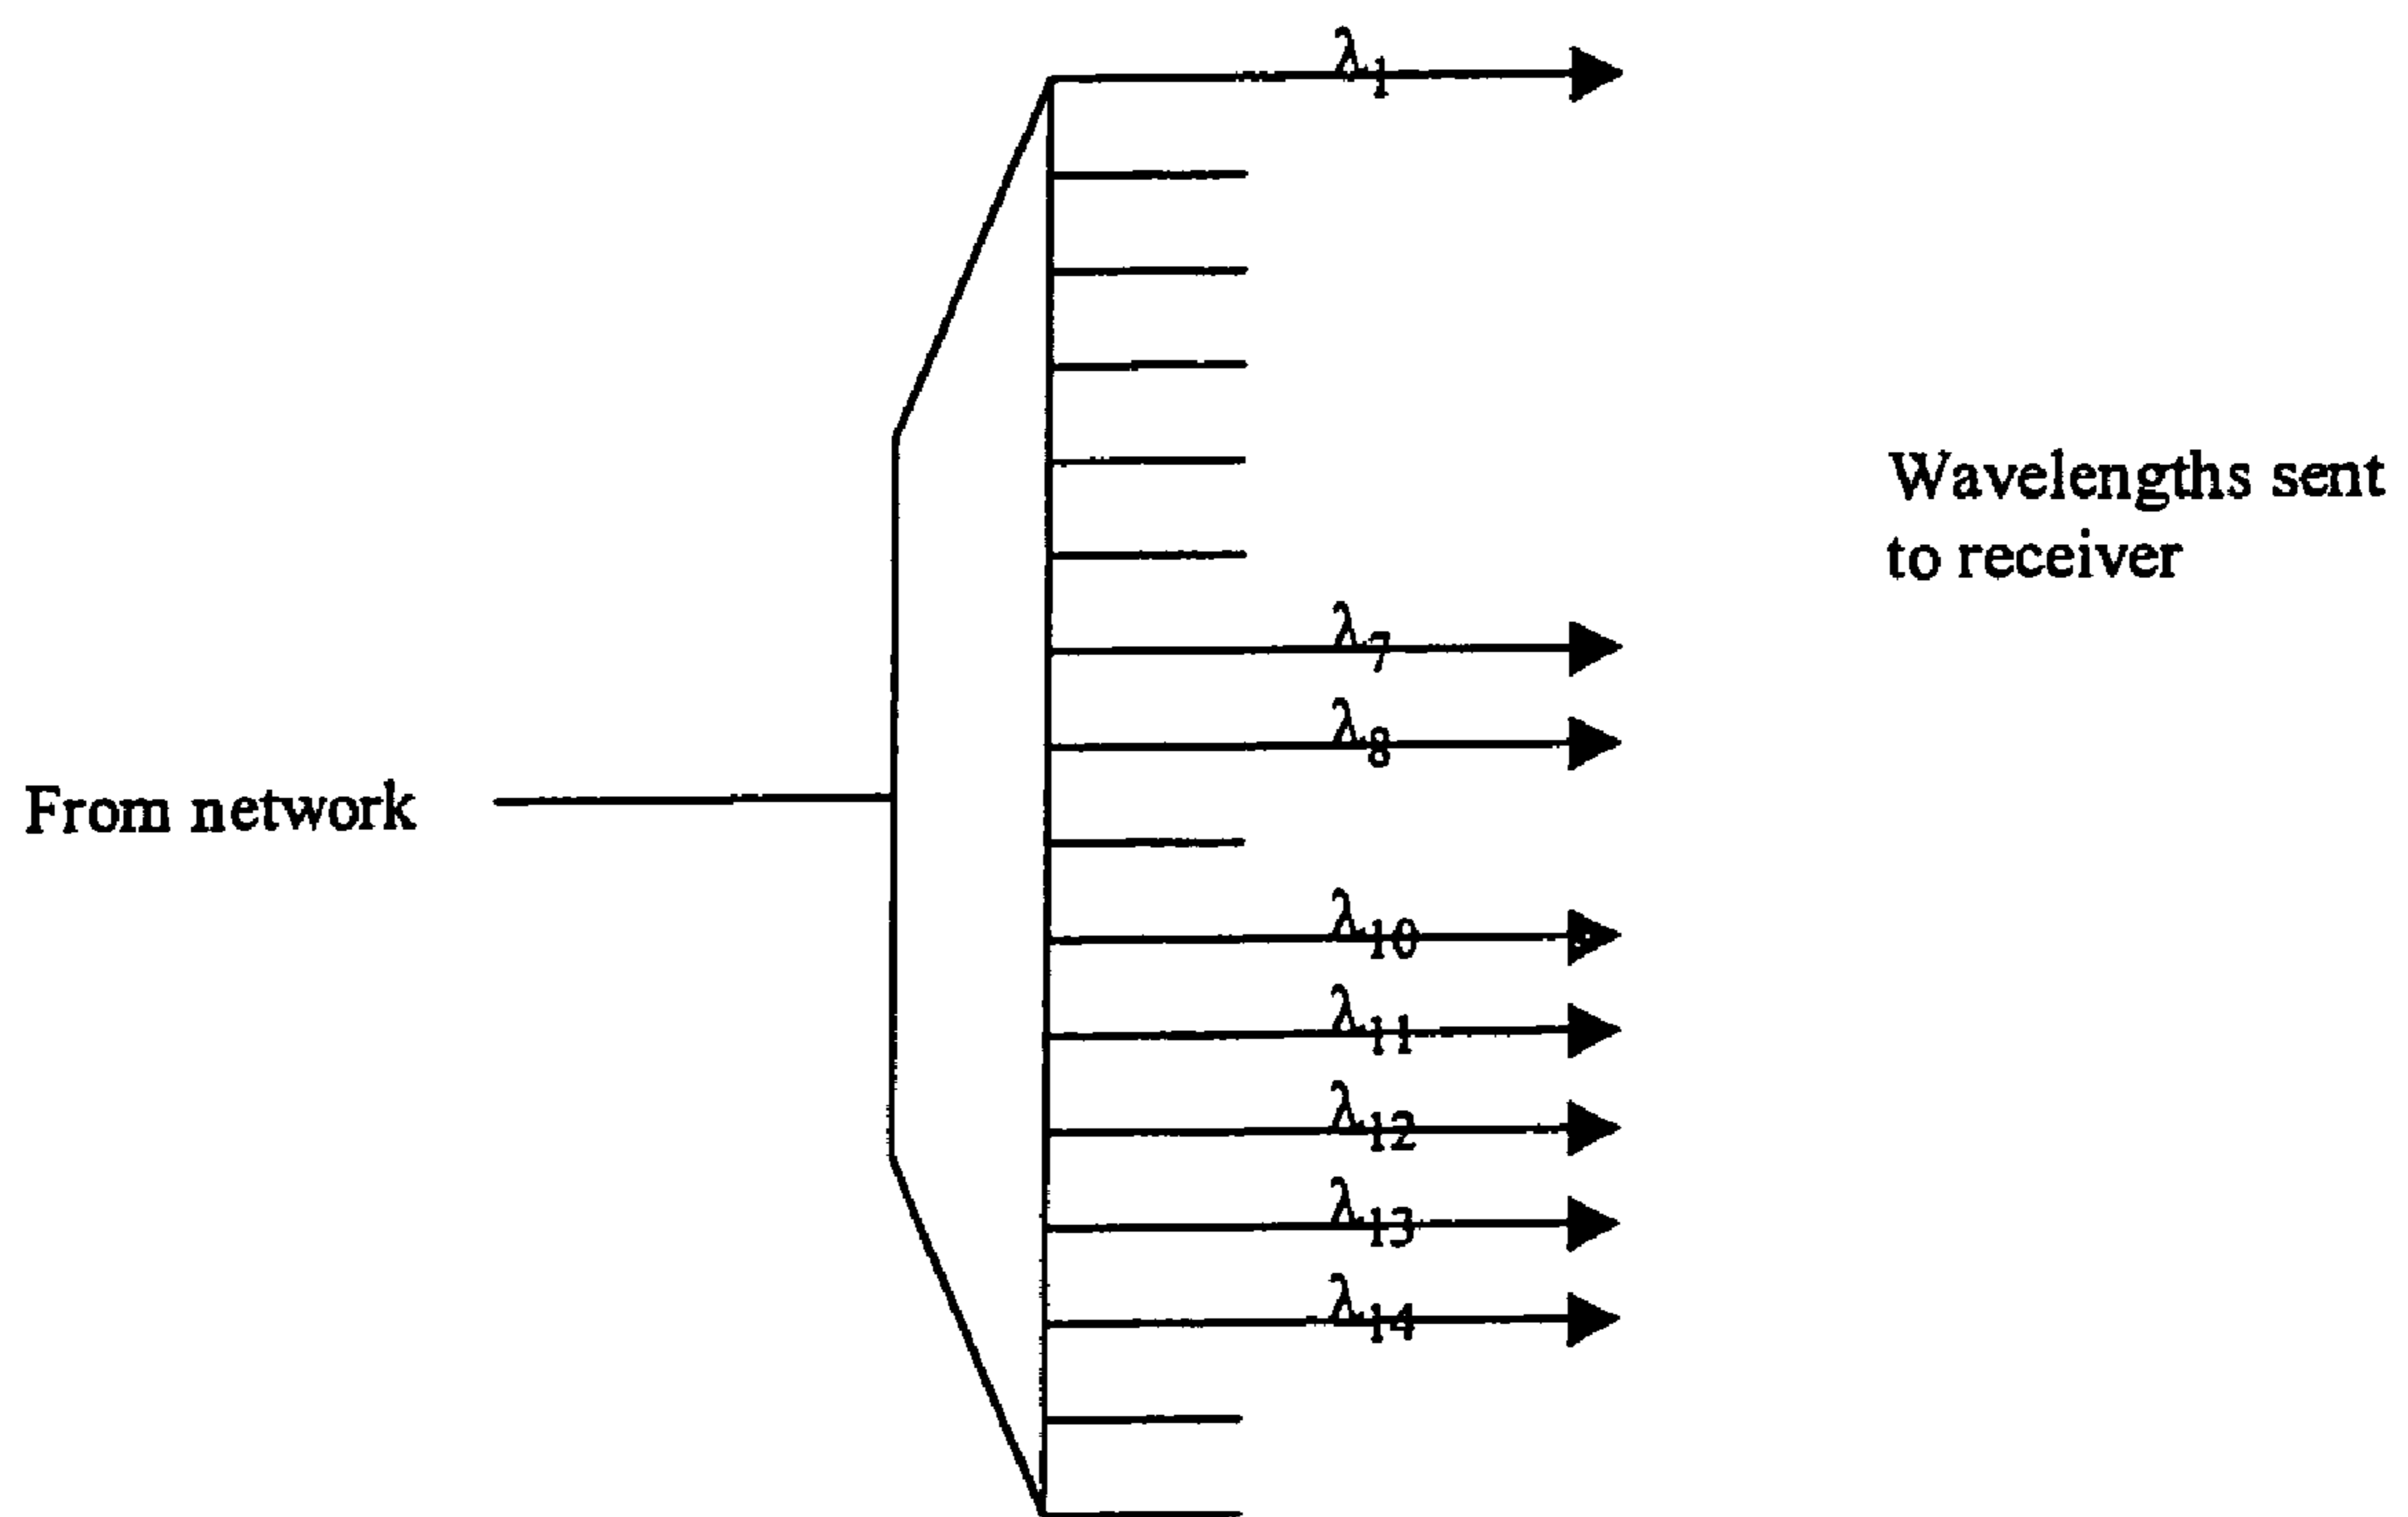 λ1
Wavelengths sent
to receiver
λ7
λ8
From network
λ10
λ11
λ12
λ13
λ14